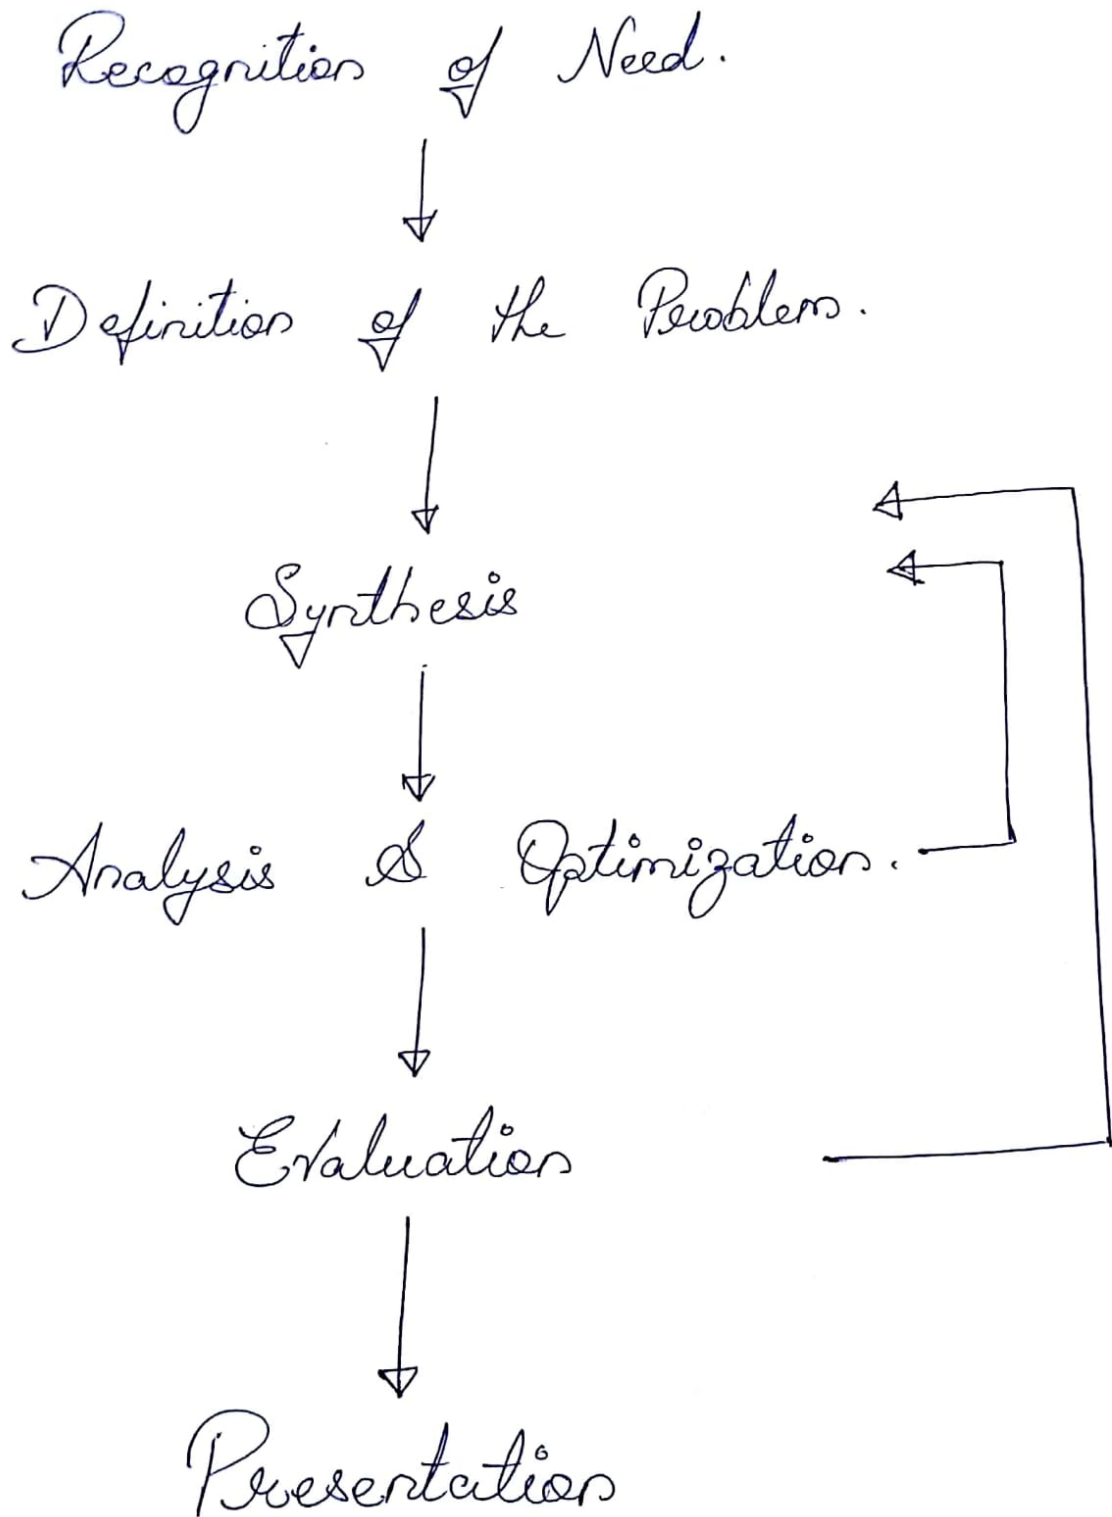 Recognition of Need.
Definition of the Problem.
Synthesis
Analysis & Optimization.
Evaluation
Presentation